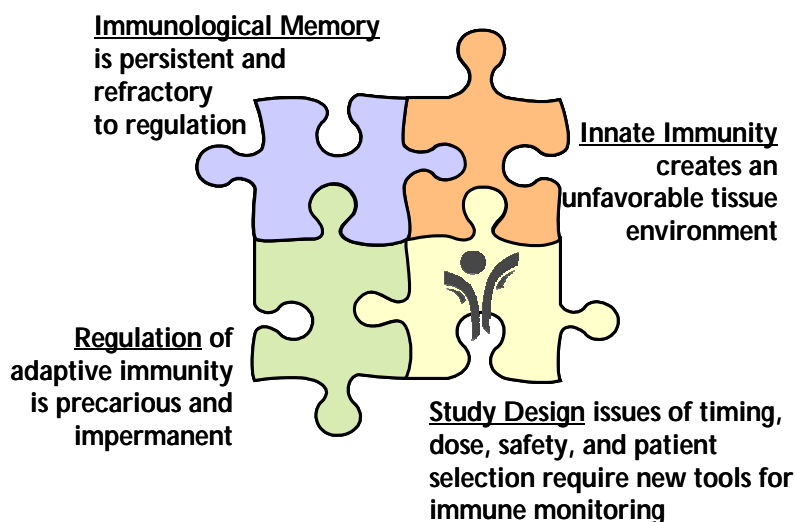 Immunological Memory
is persistent and
refractory
to regulation
Innate Immunity
creates an
unfavorable tissue
environment
Regulation of
adaptive immunity
is precarious and
impermanent
Study Design issues of timing,
dose, safety, and patient
selection require new tools for
immune monitoring